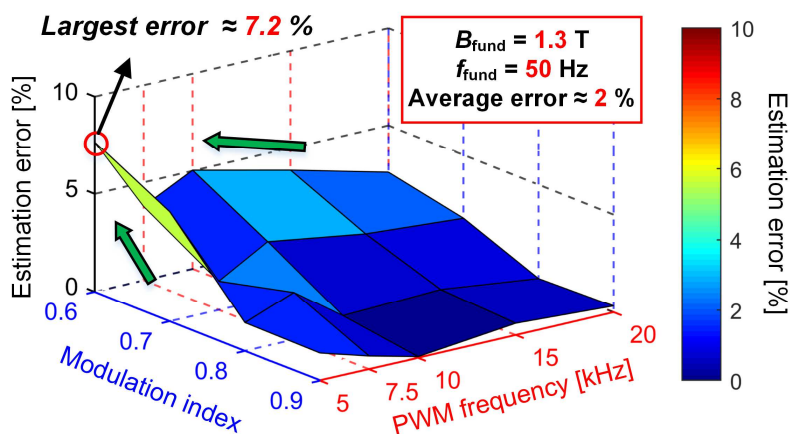 Largest error ≈ 7.2 %
B_fund = 1.3 T
f_fund = 50 Hz
Average error ≈ 2 %
Estimation error [%]
10
5
0
0.6
0.7
0.8
0.9
Modulation index
5
7.5
10
15
20
PWM frequency [kHz]
10
8
6
4
2
0
Estimation error [%]